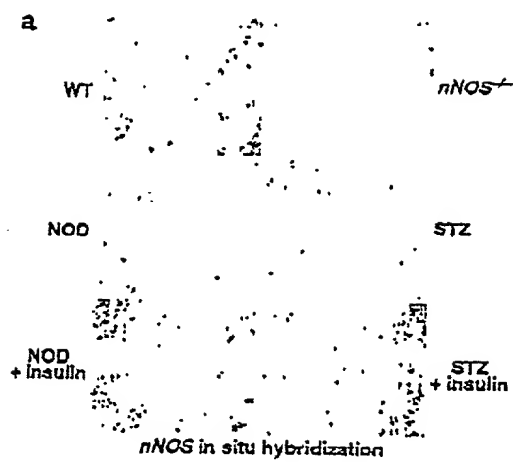 a
WT
nNOS-/-
NOD
STZ
NOD
+ insulin
STZ
+ insulin
nNOS in situ hybridization